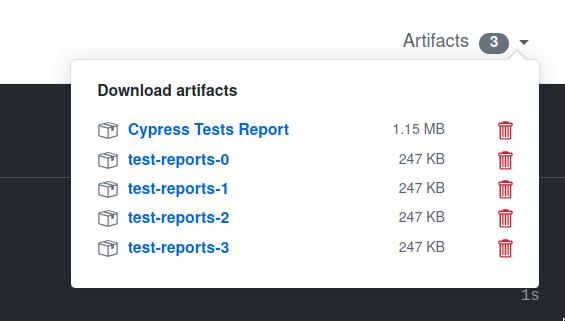 Artifacts 3
Download artifacts
Cypress Tests Report 1.15 MB
test-reports-0 247 KB
test-reports-1 247 KB
test-reports-2 247 KB
test-reports-3 247 KB
1s